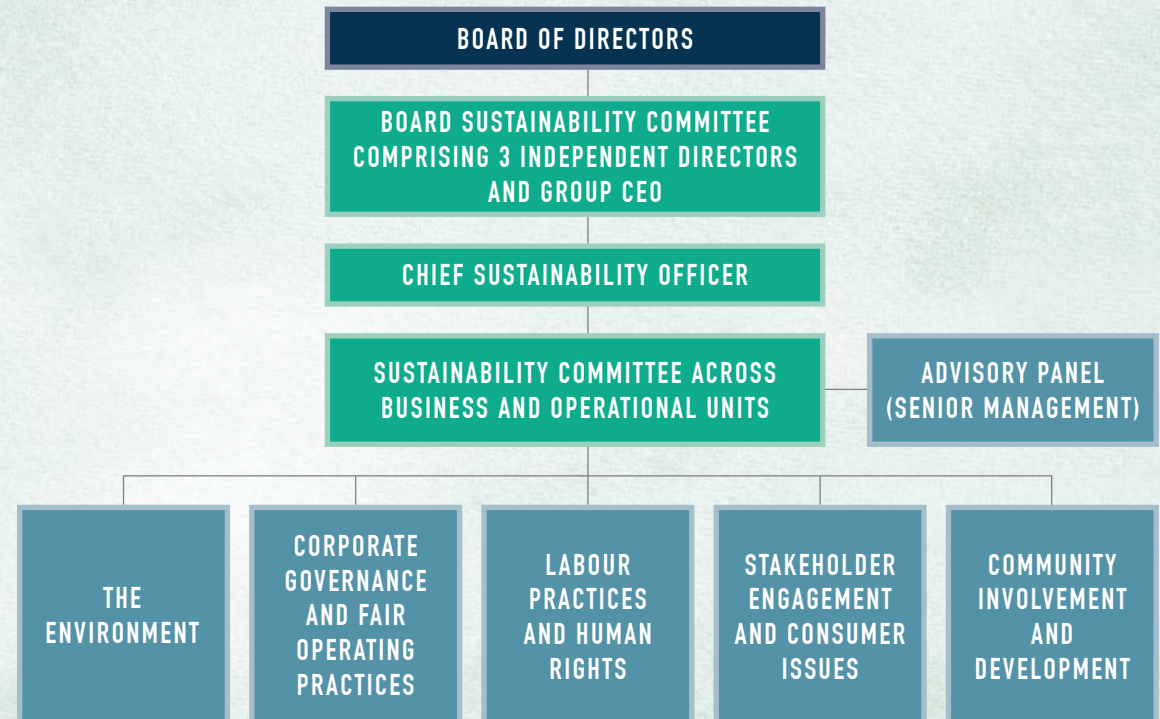 BOARD OF DIRECTORS
BOARD SUSTAINABILITY COMMITTEE
COMPRISING 3 INDEPENDENT DIRECTORS
AND GROUP CEO
CHIEF SUSTAINABILITY OFFICER
SUSTAINABILITY COMMITTEE ACROSS
BUSINESS AND OPERATIONAL UNITS
ADVISORY PANEL
(SENIOR MANAGEMENT)
THE
ENVIRONMENT
CORPORATE
GOVERNANCE
AND FAIR
OPERATING
PRACTICES
LABOUR
PRACTICES
AND HUMAN
RIGHTS
STAKEHOLDER
ENGAGEMENT
AND CONSUMER
ISSUES
COMMUNITY
INVOLVEMENT
AND
DEVELOPMENT